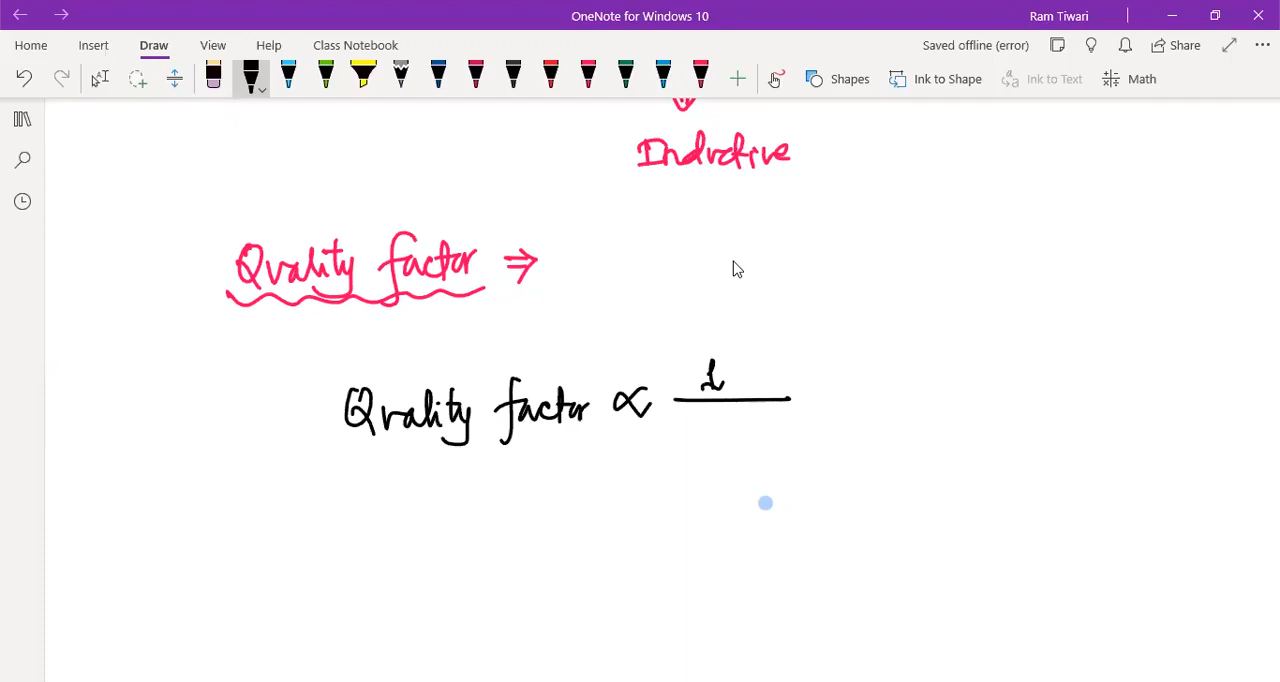 OneNote for Windows 10
Ram Tiwari
Home Insert Draw View Help Class Notebook
Saved offline (error)
Share
Shapes
Ink to Shape
Ink to Text
Math
Inductive
Quality factor ⇒
Quality factor ∝ 1